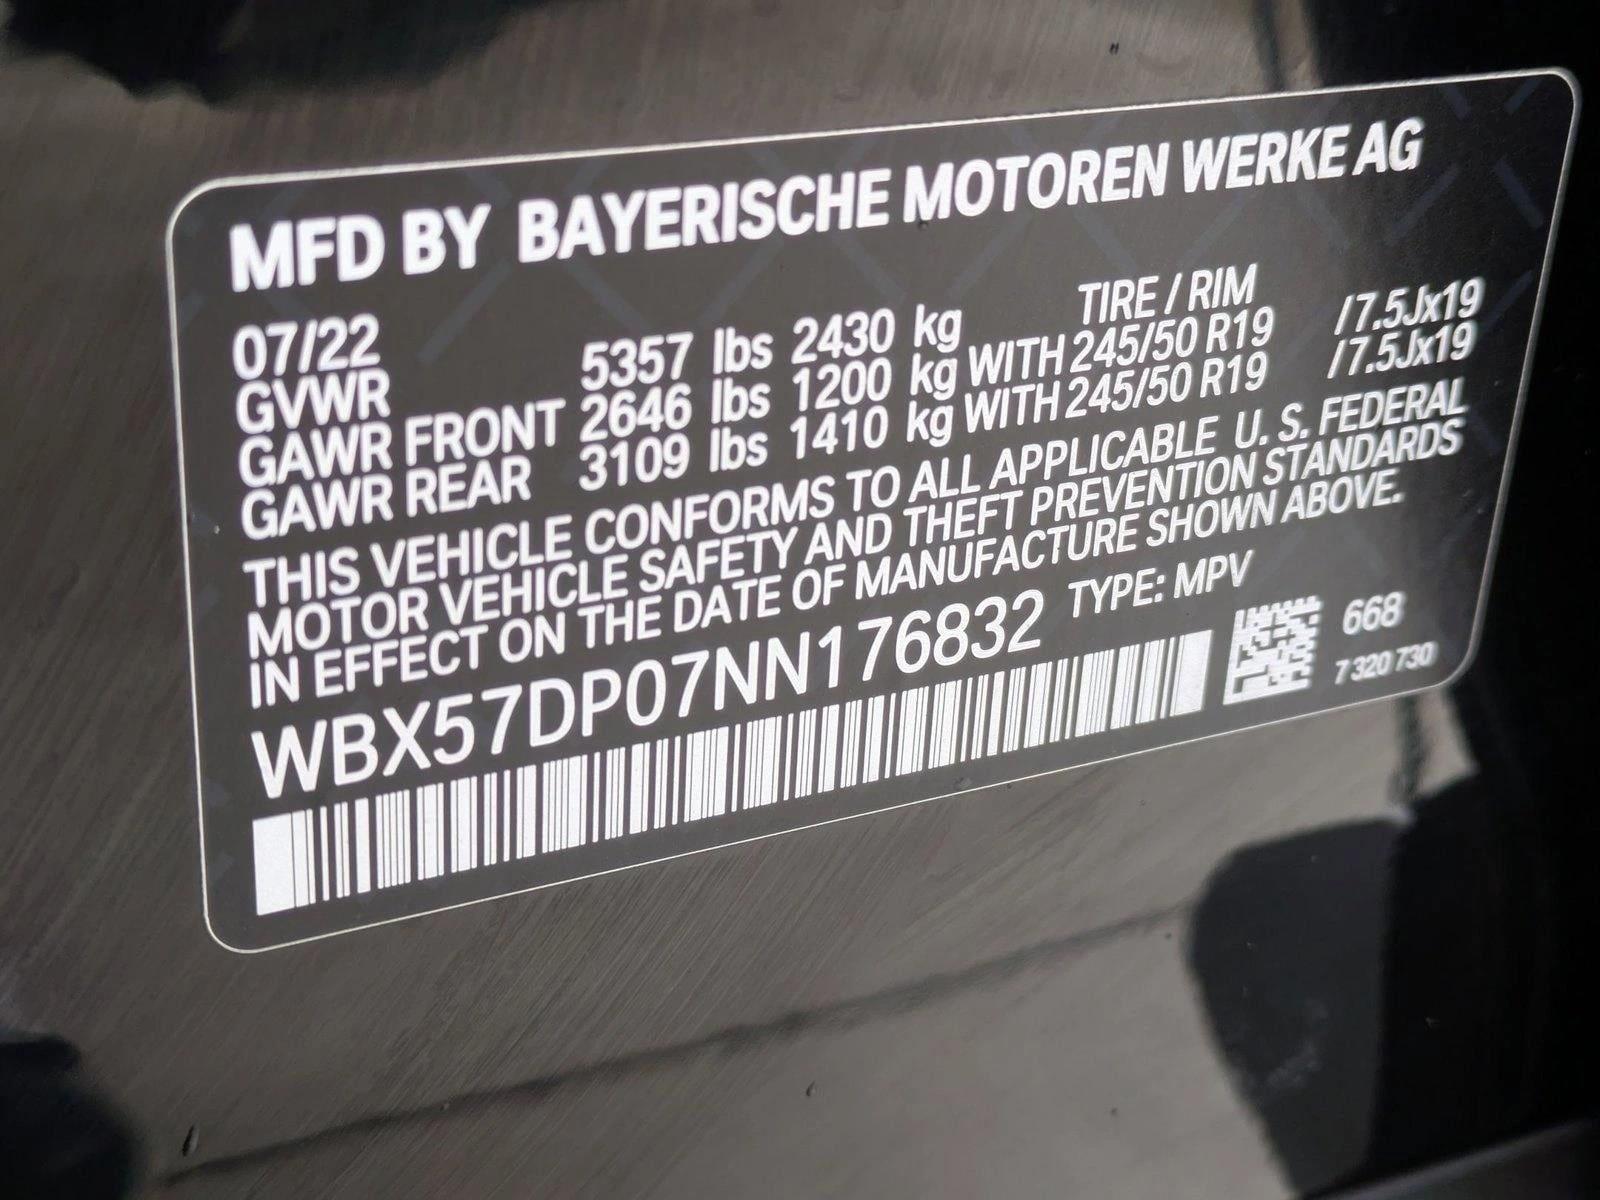 MFD BY BAYERISCHE MOTOREN WERKE AG
07/22 TIRE / RIM
GVWR 5357 lbs 2430 kg
GAWR FRONT 2646 lbs 1200 kg WITH 245/50 R19 /7.5Jx19
GAWR REAR 3109 lbs 1410 kg WITH 245/50 R19 /7.5Jx19
THIS VEHICLE CONFORMS TO ALL APPLICABLE U. S. FEDERAL
MOTOR VEHICLE SAFETY AND THEFT PREVENTION STANDARDS
IN EFFECT ON THE DATE OF MANUFACTURE SHOWN ABOVE.
WBX57DP07NN176832 TYPE: MPV
668
7 320 730